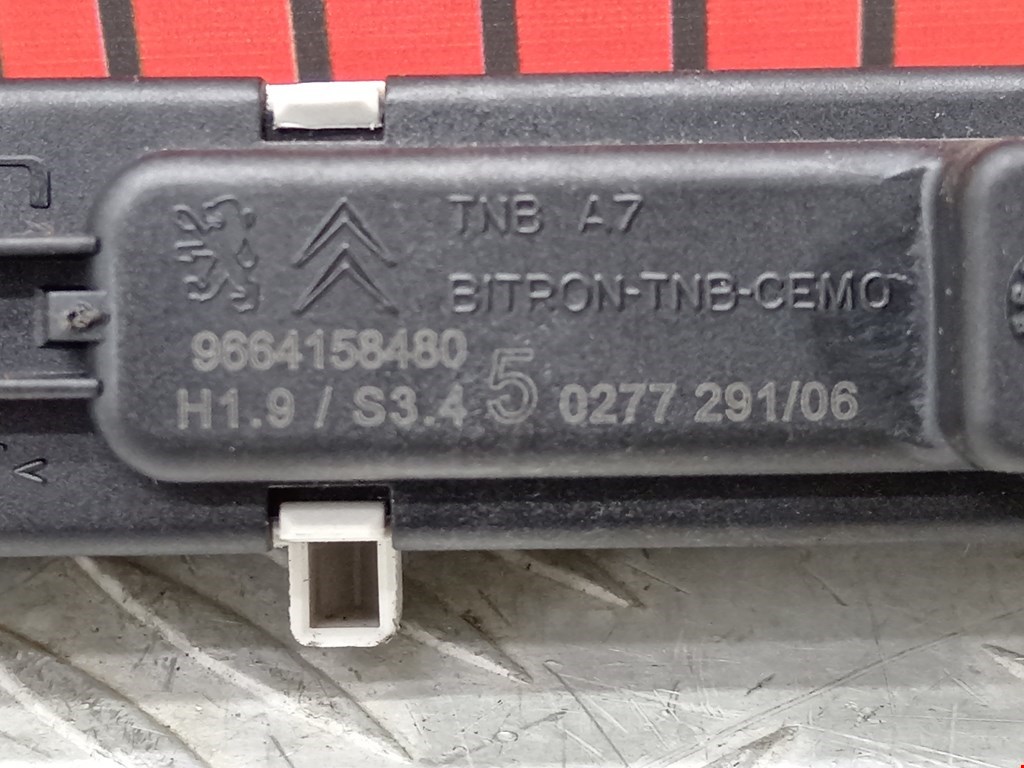 TNB A7
BITRON-TNB-CEMO
9664158480
H1.9 / S3.4 5 0277 291/06